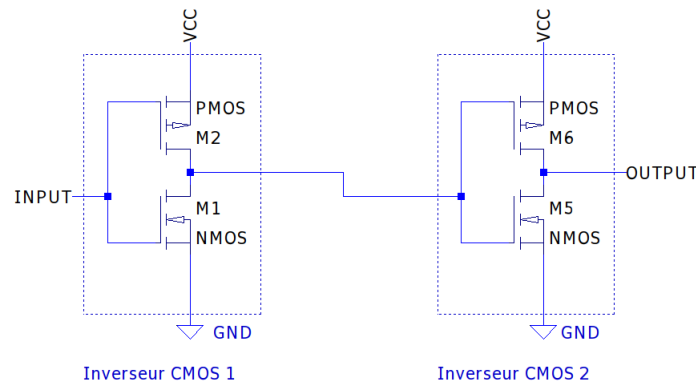 VCC
PMOS
M2
INPUT
M1
NMOS
GND
Inverseur CMOS 1
VCC
PMOS
M6
OUTPUT
M5
NMOS
GND
Inverseur CMOS 2